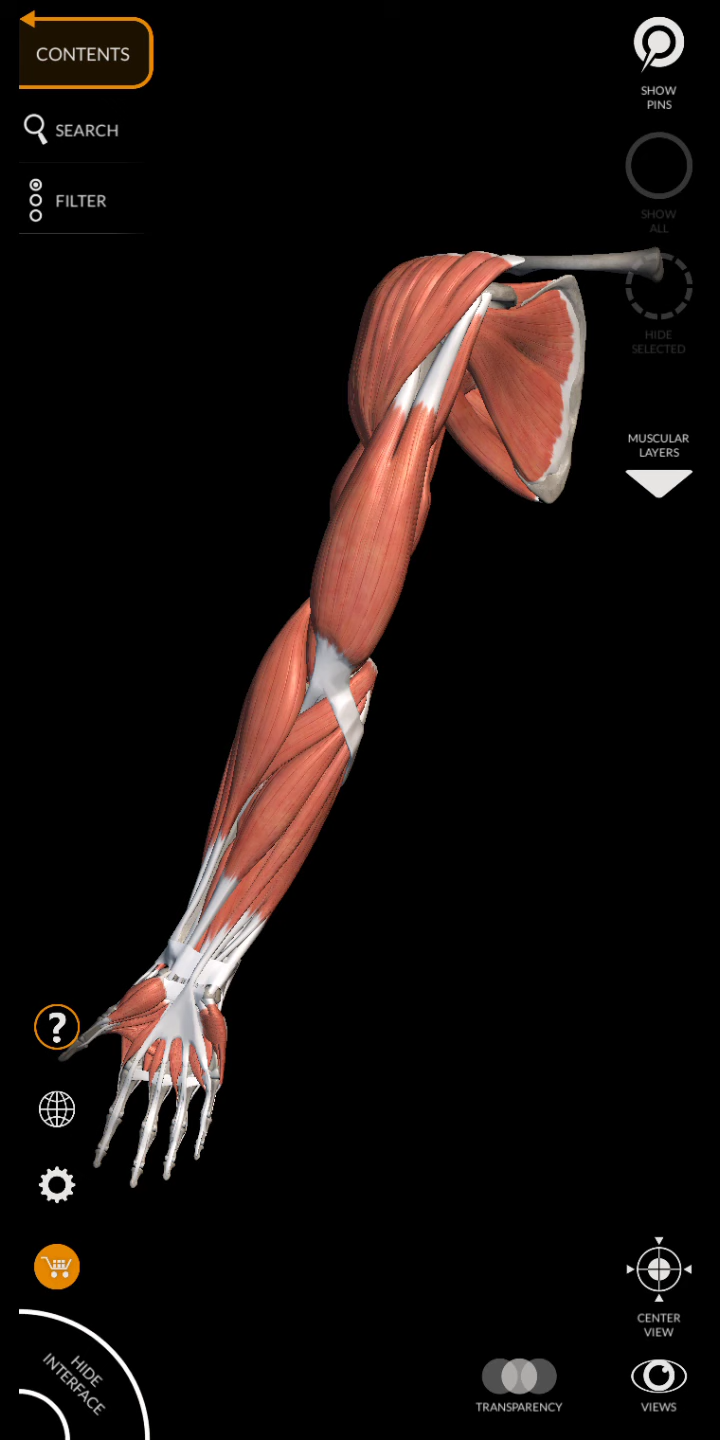 CONTENTS
SEARCH
FILTER
SHOW
PINS
SHOW
ALL
HIDE
SELECTED
MUSCULAR
LAYERS
?
HIDE
INTERFACE
CENTER
VIEW
TRANSPARENCY
VIEWS